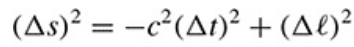 (Δs)² = −c²(Δt)² + (Δℓ)²